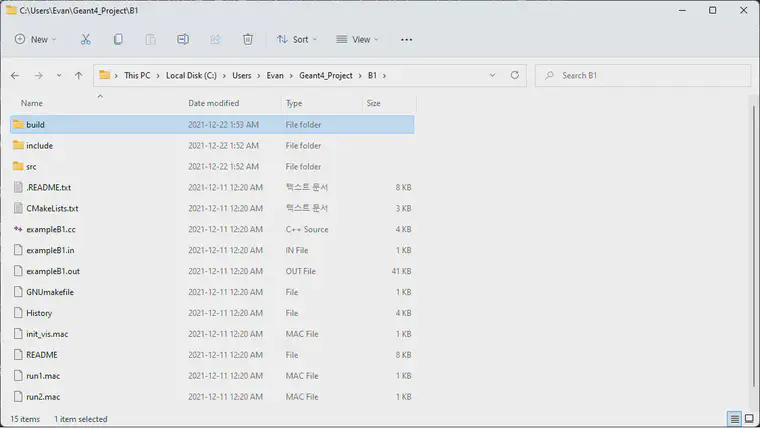 C:\Users\Evan\Geant4_Project\B1
New Sort View
This PC Local Disk (C:) Users Evan Geant4_Project B1 Search B1
Name Date modified Type Size
build 2021-12-22 1:53 AM File folder
include 2021-12-22 1:52 AM File folder
src 2021-12-22 1:52 AM File folder
.README.txt 2021-12-11 12:20 AM 텍스트 문서 8 KB
CMakeLists.txt 2021-12-11 12:20 AM 텍스트 문서 3 KB
exampleB1.cc 2021-12-11 12:20 AM C++ Source 4 KB
exampleB1.in 2021-12-11 12:20 AM IN File 1 KB
exampleB1.out 2021-12-11 12:20 AM OUT File 41 KB
GNUmakefile 2021-12-11 12:20 AM File 1 KB
History 2021-12-11 12:20 AM File 4 KB
init_vis.mac 2021-12-11 12:20 AM MAC File 1 KB
README 2021-12-11 12:20 AM File 8 KB
run1.mac 2021-12-11 12:20 AM MAC File 1 KB
run2.mac 2021-12-11 12:20 AM MAC File 1 KB
15 items 1 item selected